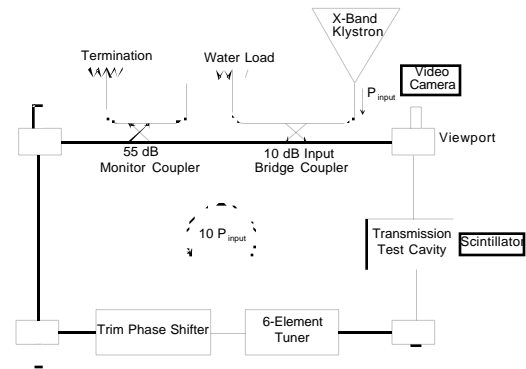 X-Band
Klystron
Termination
Water Load
Video
Camera
P input
Viewport
55 dB
Monitor Coupler
10 dB Input
Bridge Coupler
10 P input
Transmission
Test Cavity
Scintillator
Trim Phase Shifter
6-Element
Tuner